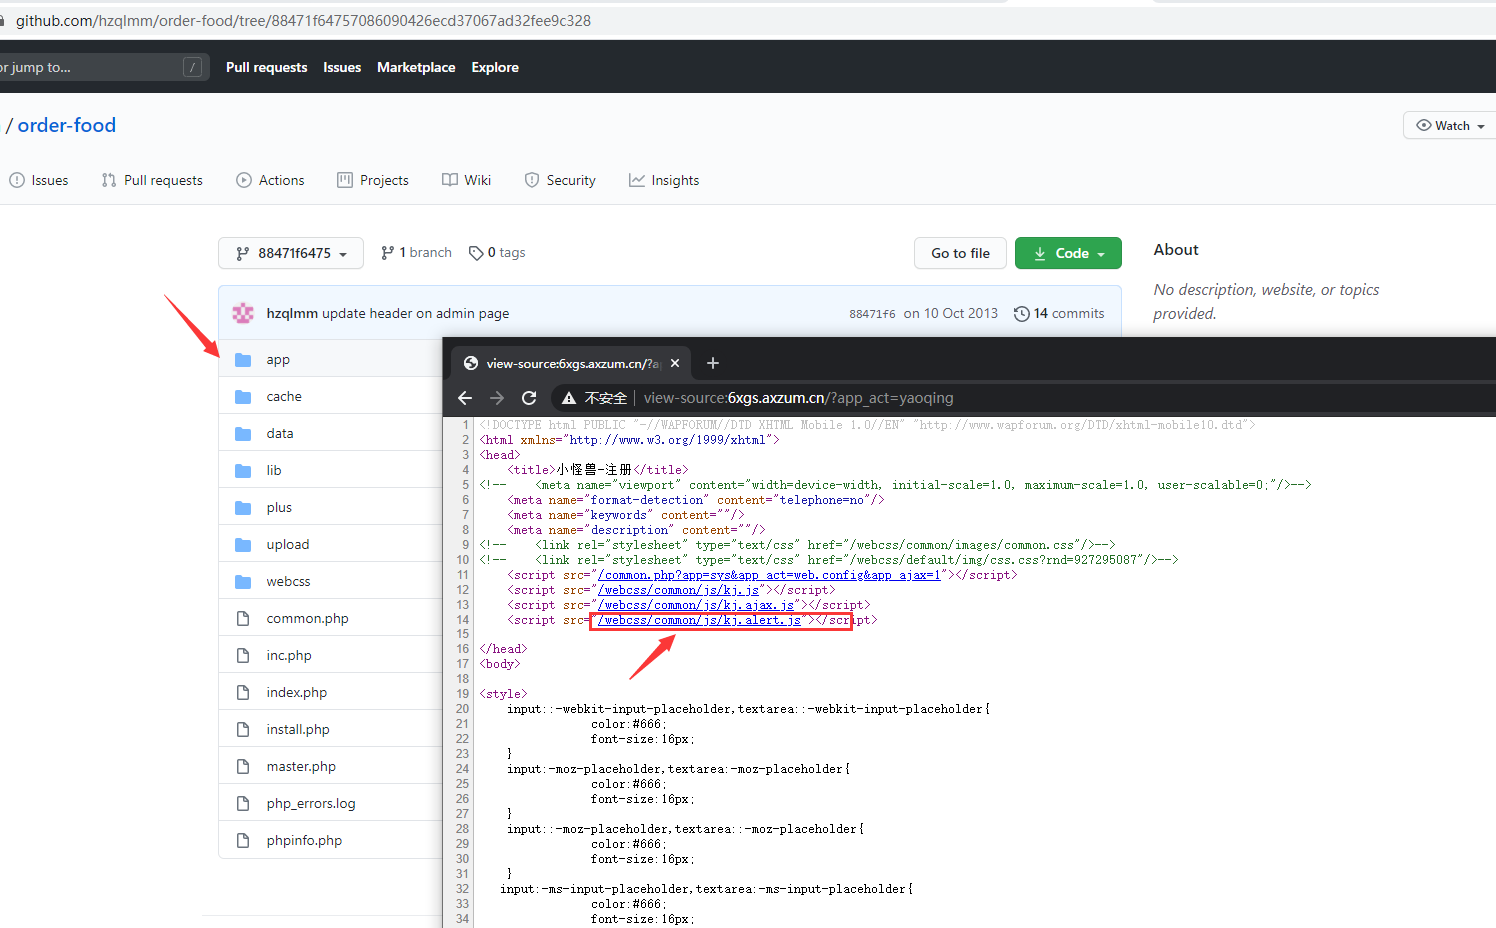 github.com/hzqlmm/order-food/tree/88471f64757086090426ecd37067ad32fee9c328
or jump to... /
Pull requests Issues Marketplace Explore
/ order-food
Watch
Issues Pull requests Actions Projects Wiki Security Insights
88471f6475 1 branch 0 tags Go to file Code
About
No description, website, or topics
provided.
hzqlmm update header on admin page 88471f6 on 10 Oct 2013 14 commits
app
cache
data
lib
plus
upload
webcss
common.php
inc.php
index.php
install.php
master.php
php_errors.log
phpinfo.php
view-source:6xgs.axzum.cn/?a
不安全 view-source:6xgs.axzum.cn/?app_act=yaoqing
1 <!DOCTYPE html PUBLIC "-//WAPFORUM//DTD XHTML Mobile 1.0//EN" "http://www.wapforum.org/DTD/xhtml-mobile10.dtd">
2 <html xmlns="http://www.w3.org/1999/xhtml">
3 <head>
4 <title>小怪兽-注册</title>
5 <!-- <meta name="viewport" content="width=device-width, initial-scale=1.0, maximum-scale=1.0, user-scalable=0;"/>-->
6 <meta name="format-detection" content="telephone=no"/>
7 <meta name="keywords" content=""/>
8 <meta name="description" content=""/>
9 <!-- <link rel="stylesheet" type="text/css" href="/webcss/common/images/common.css"/>-->
10 <!-- <link rel="stylesheet" type="text/css" href="/webcss/default/img/css.css?rnd=927295087"/>-->
11 <script src="/common.php?app=sys&app_act=web.config&app_ajax=1"></script>
12 <script src="/webcss/common/js/kj.js"></script>
13 <script src="/webcss/common/js/kj.ajax.js"></script>
14 <script src="/webcss/common/js/kj.alert.js"></script>
15
16 </head>
17 <body>
18
19 <style>
20 input::-webkit-input-placeholder,textarea::-webkit-input-placeholder{
21 color:#666;
22 font-size:16px;
23 }
24 input:-moz-placeholder,textarea:-moz-placeholder{
25 color:#666;
26 font-size:16px;
27 }
28 input::-moz-placeholder,textarea::-moz-placeholder{
29 color:#666;
30 font-size:16px;
31 }
32 input:-ms-input-placeholder,textarea:-ms-input-placeholder{
33 color:#666;
34 font-size:16px;